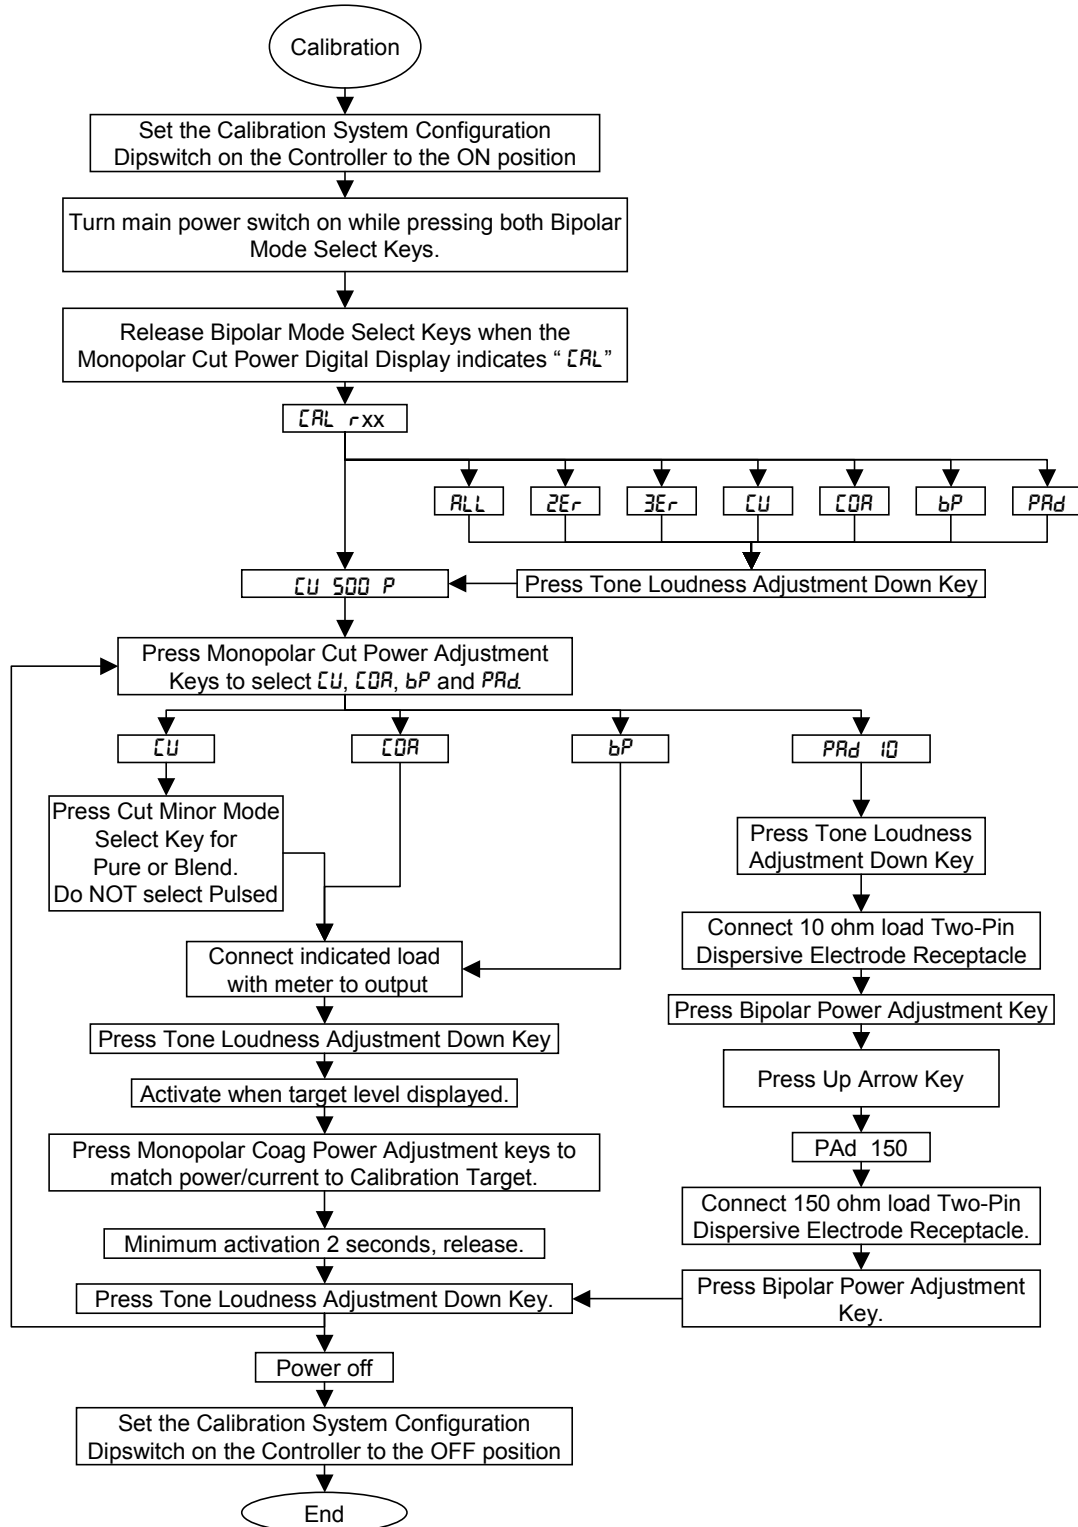 Calibration
Set the Calibration System Configuration
Dipswitch on the Controller to the ON position
Turn main power switch on while pressing both Bipolar
Mode Select Keys.
Release Bipolar Mode Select Keys when the
Monopolar Cut Power Digital Display indicates “ CAL”
CAL rxx
ALL
2Er
3Er
CU
COA
bP
PAd
CU 500 P
Press Tone Loudness Adjustment Down Key
Press Monopolar Cut Power Adjustment
Keys to select CU, COA, bP and PAd.
CU
COA
bP
PAd 10
Press Cut Minor Mode
Select Key for
Pure or Blend.
Do NOT select Pulsed
Connect indicated load
with meter to output
Press Tone Loudness Adjustment Down Key
Activate when target level displayed.
Press Monopolar Coag Power Adjustment keys to
match power/current to Calibration Target.
Minimum activation 2 seconds, release.
Press Tone Loudness Adjustment Down Key.
Press Tone Loudness
Adjustment Down Key
Connect 10 ohm load Two-Pin
Dispersive Electrode Receptacle
Press Bipolar Power Adjustment Key
Press Up Arrow Key
PAd 150
Connect 150 ohm load Two-Pin
Dispersive Electrode Receptacle.
Press Bipolar Power Adjustment
Key.
Power off
Set the Calibration System Configuration
Dipswitch on the Controller to the OFF position
End